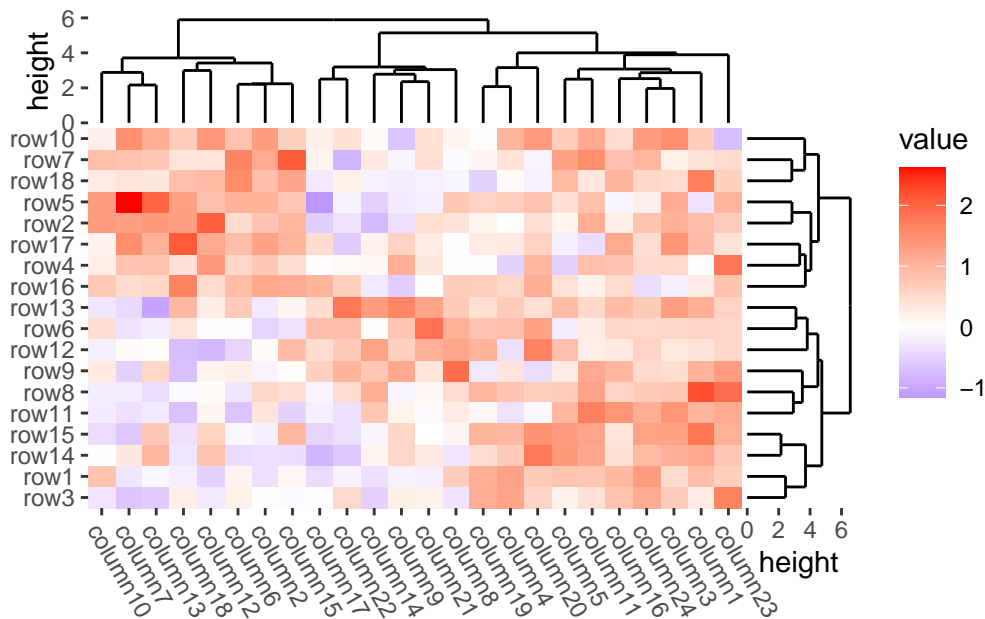 height
6
4
2
0
row10
row7
row18
row5
row2
row17
row4
row16
row13
row6
row12
row9
row8
row11
row15
row14
row1
row3
column10
column7
column13
column18
column12
column6
column2
column15
column17
column22
column14
column9
column21
column8
column19
column4
column20
column5
column11
column16
column24
column3
column1
column23
0 2 4 6
height
value
2
1
0
−1